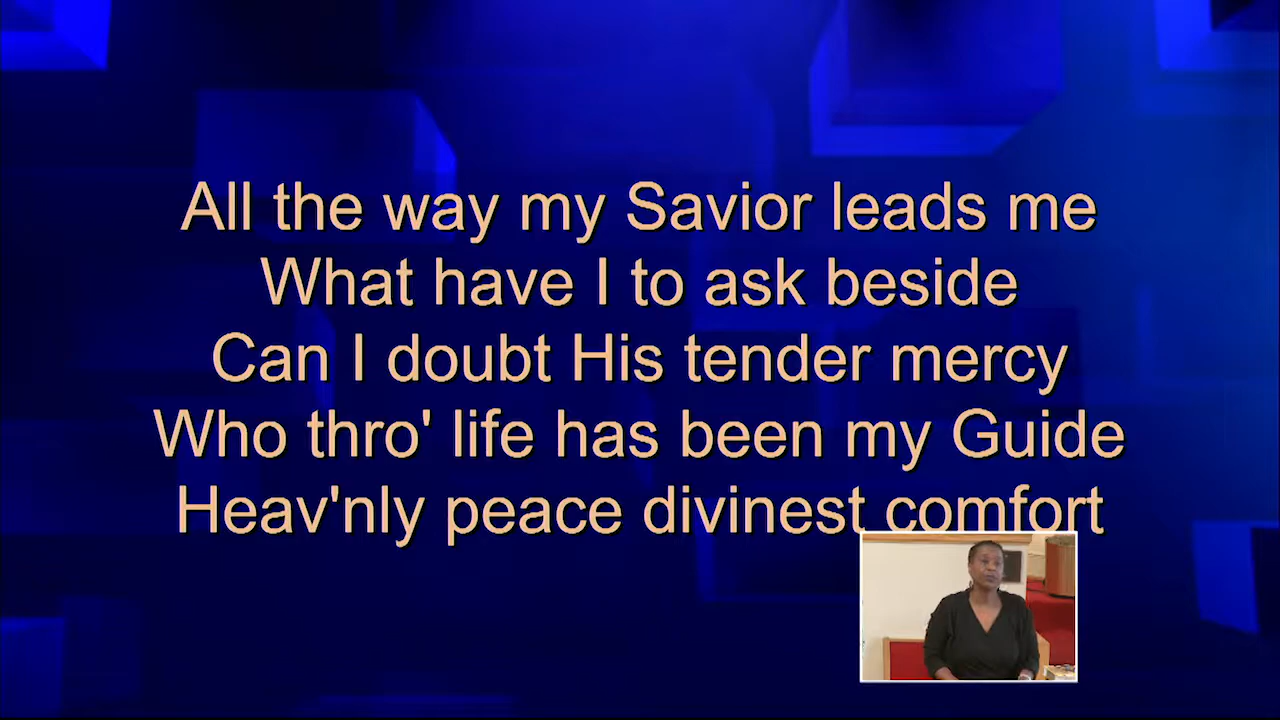 All the way my Savior leads me
What have I to ask beside
Can I doubt His tender mercy
Who thro' life has been my Guide
Heav'nly peace divinest comfort